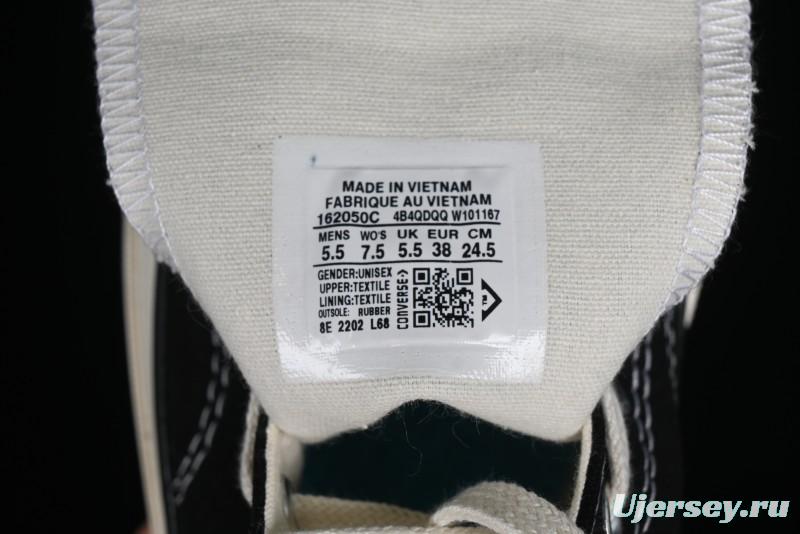 MADE IN VIETNAM
FABRIQUE AU VIETNAM
162050C 4B4QDQQ W101167
MENS WO'S UK EUR CM
5.5 7.5 5.5 38 24.5
GENDER:UNISEX
UPPER:TEXTILE
LINING:TEXTILE
OUTSOLE: RUBBER
8E 2202 L68
CONVERSE
TM
Ujersey.ru